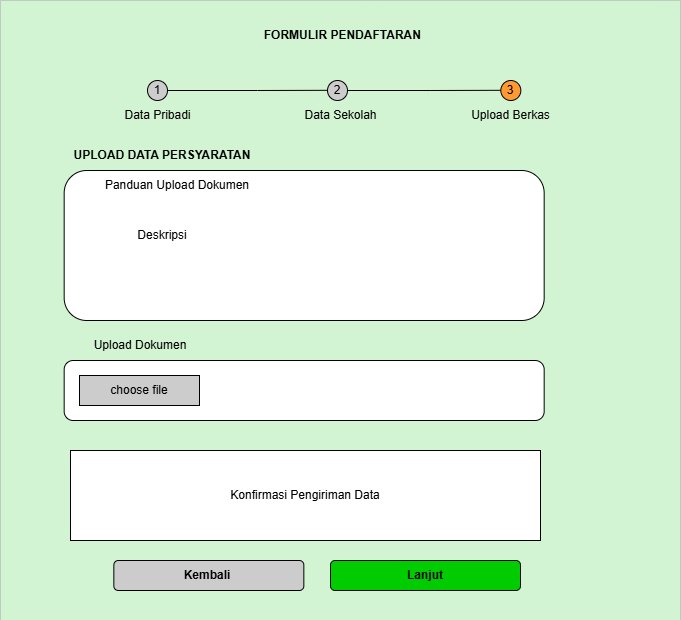 FORMULIR PENDAFTARAN
1
2
3
Data Pribadi
Data Sekolah
Upload Berkas
UPLOAD DATA PERSYARATAN
Panduan Upload Dokumen
Deskripsi
Upload Dokumen
choose file
Konfirmasi Pengiriman Data
Kembali
Lanjut